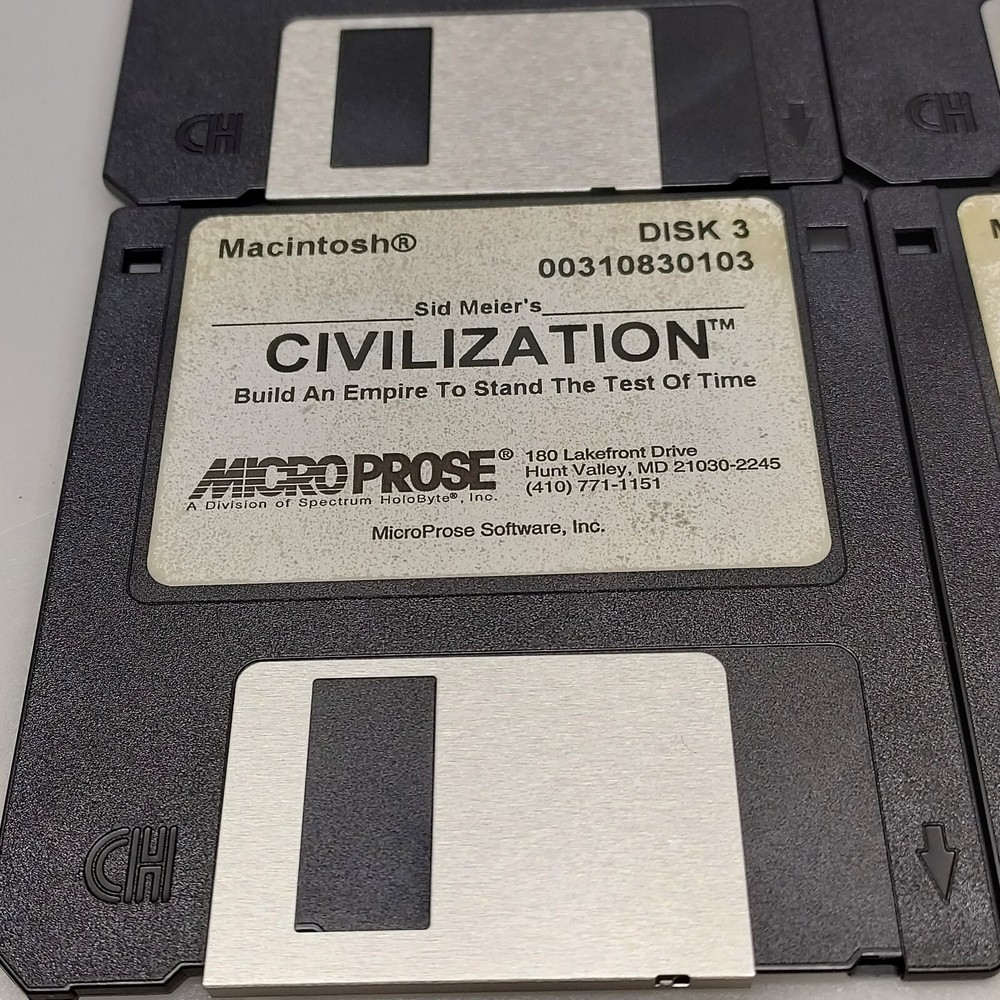 Macintosh®
DISK 3
00310830103
Sid Meier's
CIVILIZATION™
Build An Empire To Stand The Test Of Time
MICROPROSE®
A Division of Spectrum HoloByte®, Inc.
180 Lakefront Drive
Hunt Valley, MD 21030-2245
(410) 771-1151
MicroProse Software, Inc.